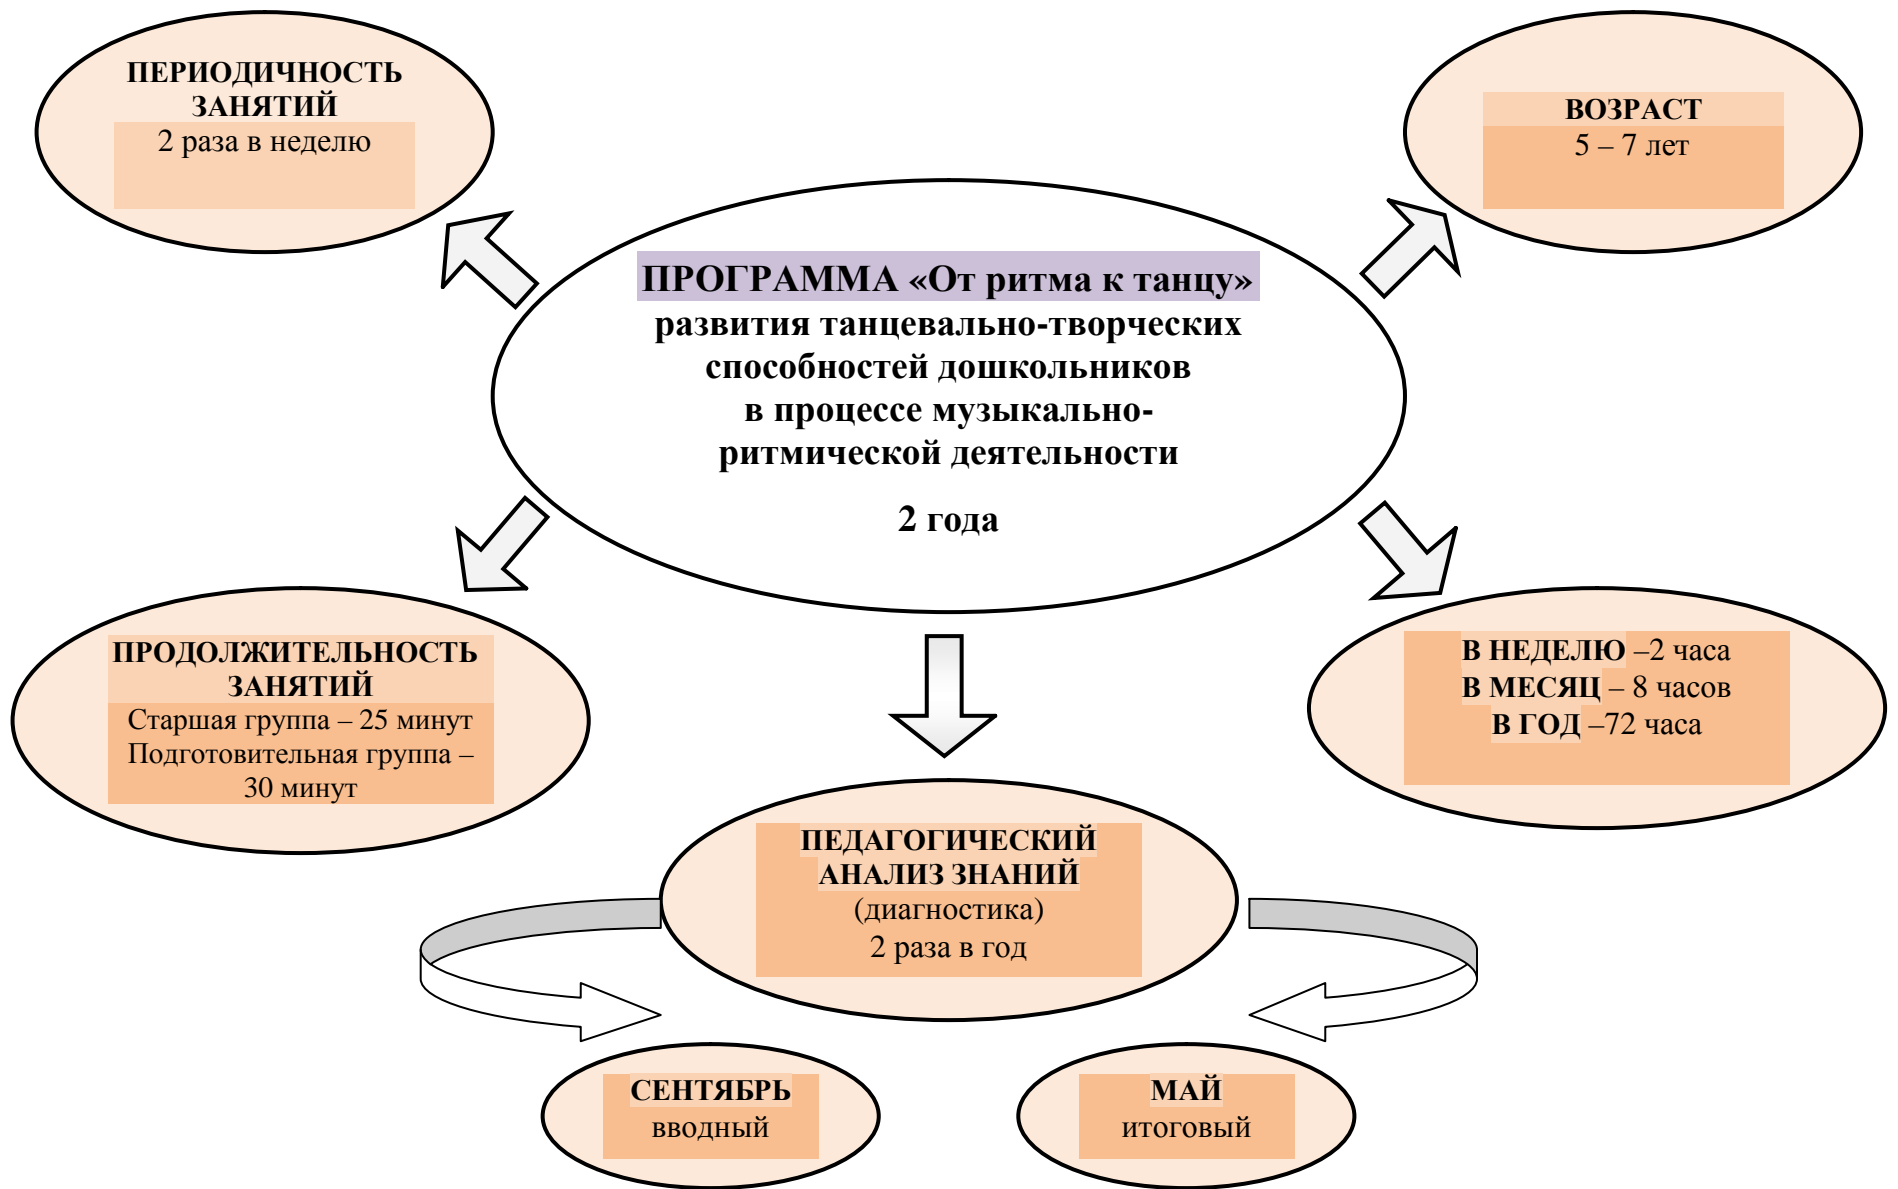 ПЕРИОДИЧНОСТЬ
ЗАНЯТИЙ
2 раза в неделю
ВОЗРАСТ
5 – 7 лет
ПРОГРАММА «От ритма к танцу»
развития танцевально-творческих
способностей дошкольников
в процессе музыкально-
ритмической деятельности
2 года
ПРОДОЛЖИТЕЛЬНОСТЬ
ЗАНЯТИЙ
Старшая группа – 25 минут
Подготовительная группа –
30 минут
В НЕДЕЛЮ –2 часа
В МЕСЯЦ – 8 часов
В ГОД –72 часа
ПЕДАГОГИЧЕСКИЙ
АНАЛИЗ ЗНАНИЙ
(диагностика)
2 раза в год
СЕНТЯБРЬ
вводный
МАЙ
итоговый